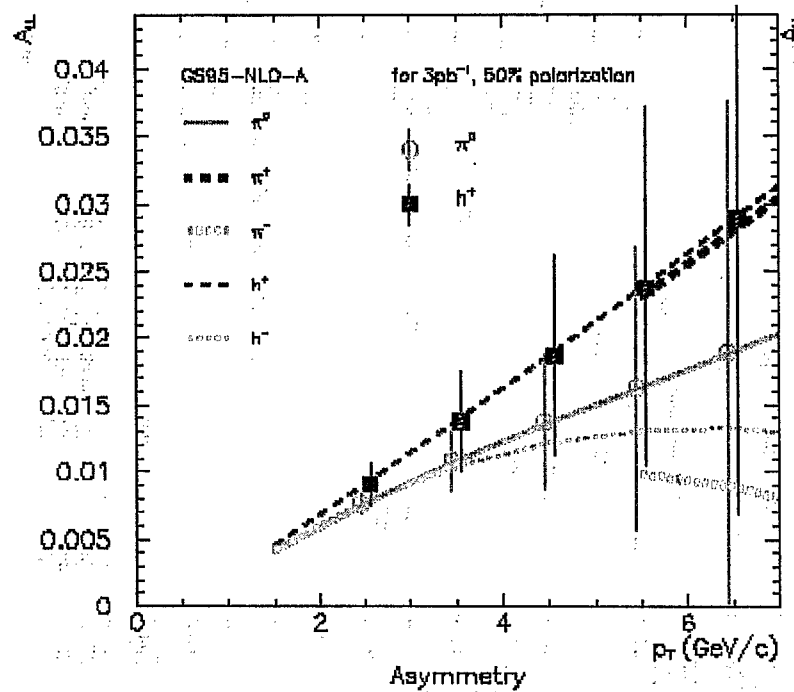 A_LL
GS95-NLO-A for 3pb⁻¹, 50% polarization
π⁰
π⁺
π⁻
h⁺
h⁻
π⁰
h⁺
0.04
0.035
0.03
0.025
0.02
0.015
0.01
0.005
0
0 2 4 6
p_T (GeV/c)
Asymmetry